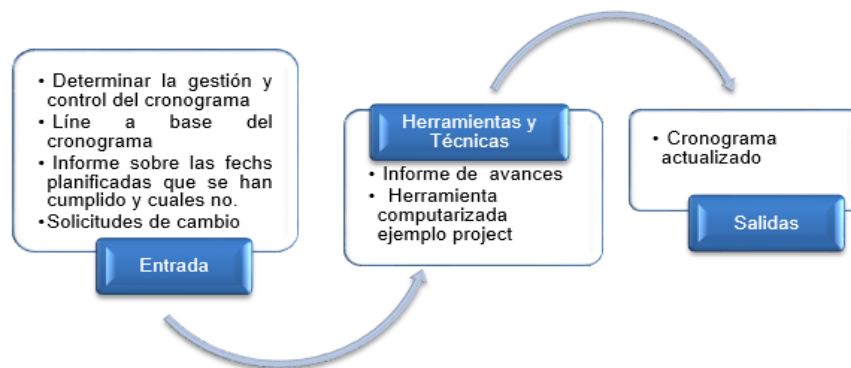 • Determinar la gestión y
control del cronograma
• Líne a base del
cronograma
• Informe sobre las fechs
planificadas que se han
cumplido y cuales no.
•Solicitudes de cambio
Entrada
Herramientas y
Técnicas
• Informe de avances
• Herramienta
computarizada
ejemplo project
• Cronograma
actualizado
Salidas